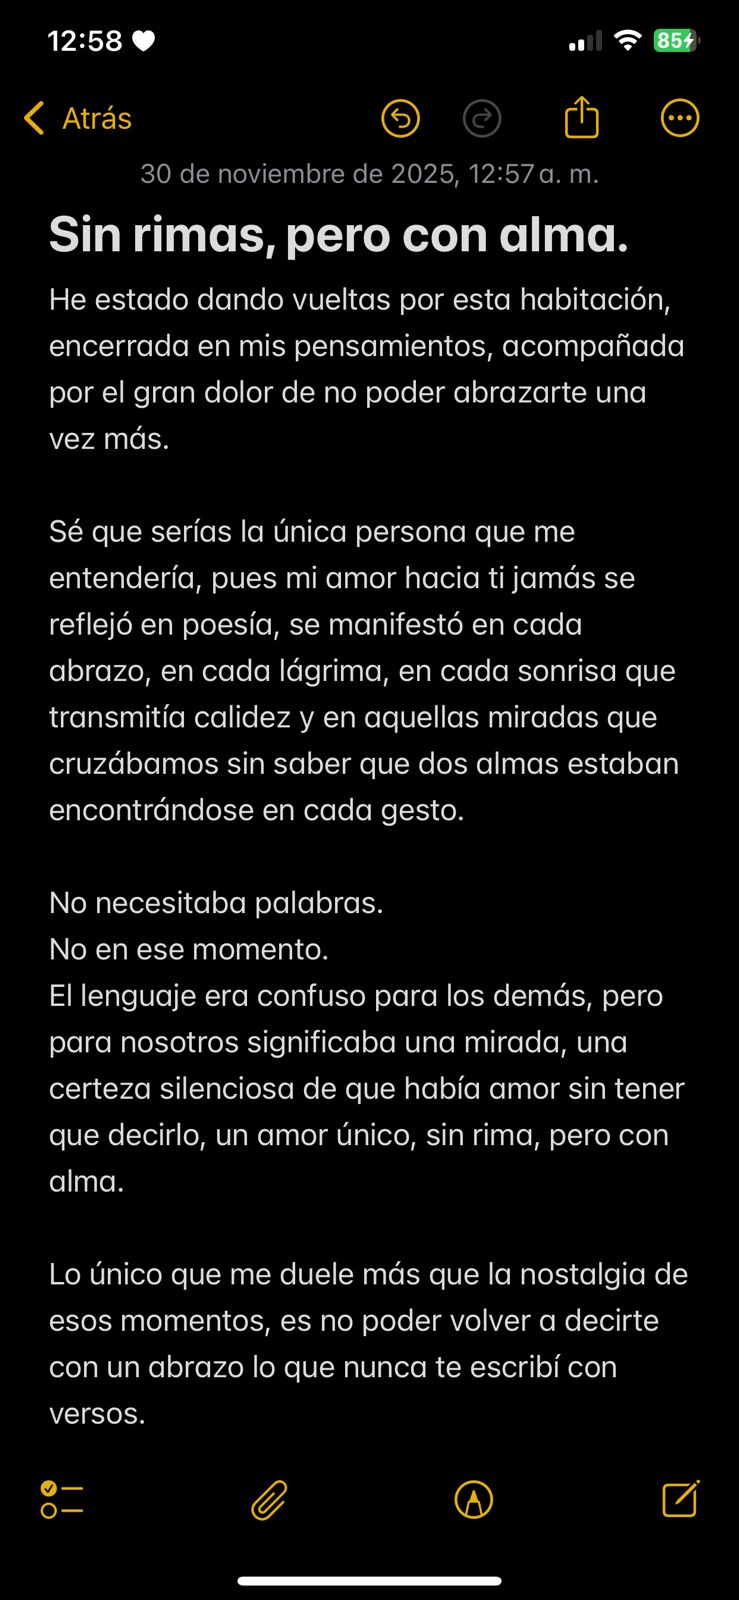 12:58
85
Atrás
30 de noviembre de 2025, 12:57 a. m.
Sin rimas, pero con alma.
He estado dando vueltas por esta habitación,
encerrada en mis pensamientos, acompañada
por el gran dolor de no poder abrazarte una
vez más.
Sé que serías la única persona que me
entendería, pues mi amor hacia ti jamás se
reflejó en poesía, se manifestó en cada
abrazo, en cada lágrima, en cada sonrisa que
transmitía calidez y en aquellas miradas que
cruzábamos sin saber que dos almas estaban
encontrándose en cada gesto.
No necesitaba palabras.
No en ese momento.
El lenguaje era confuso para los demás, pero
para nosotros significaba una mirada, una
certeza silenciosa de que había amor sin tener
que decirlo, un amor único, sin rima, pero con
alma.
Lo único que me duele más que la nostalgia de
esos momentos, es no poder volver a decirte
con un abrazo lo que nunca te escribí con
versos.